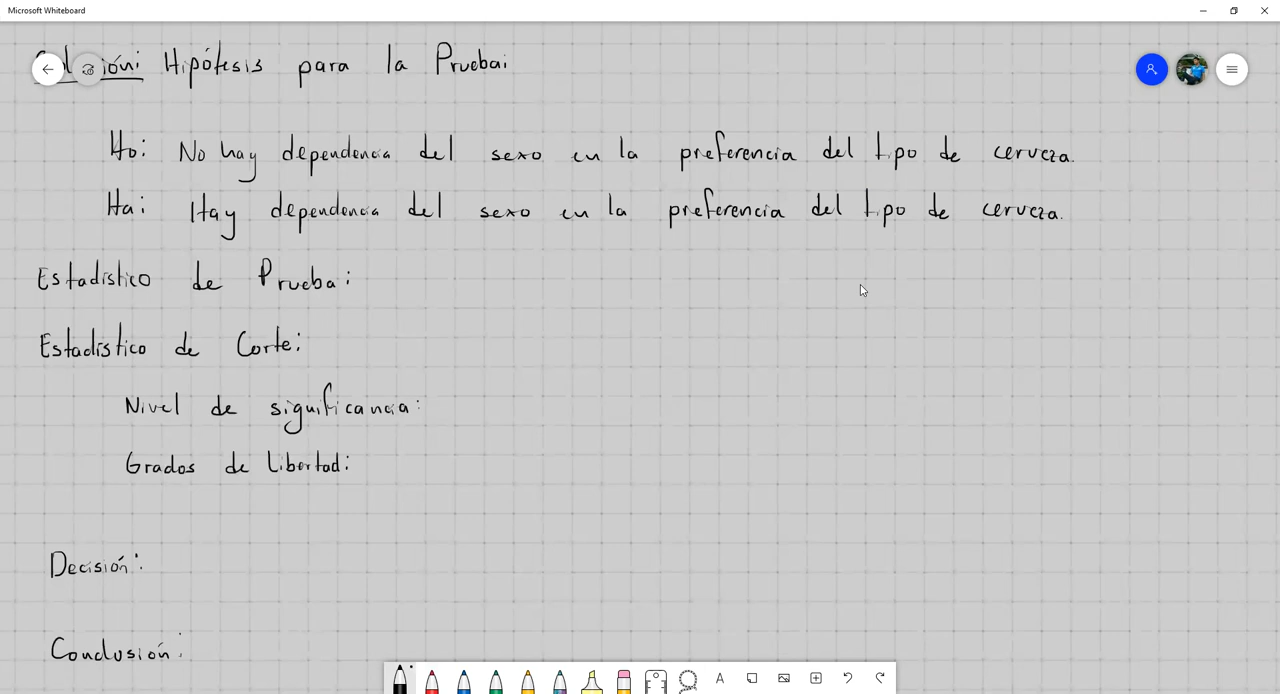 Microsoft Whiteboard
Hipótesis para la Prueba:
Ho: No hay dependencia del sexo en la preferencia del tipo de cerveza.
Ha: Hay dependencia del sexo en la preferencia del tipo de cerveza.
Estadístico de Prueba:
Estadístico de Corte:
Nivel de significancia:
Grados de Libertad:
Decisión:
Conclusión: